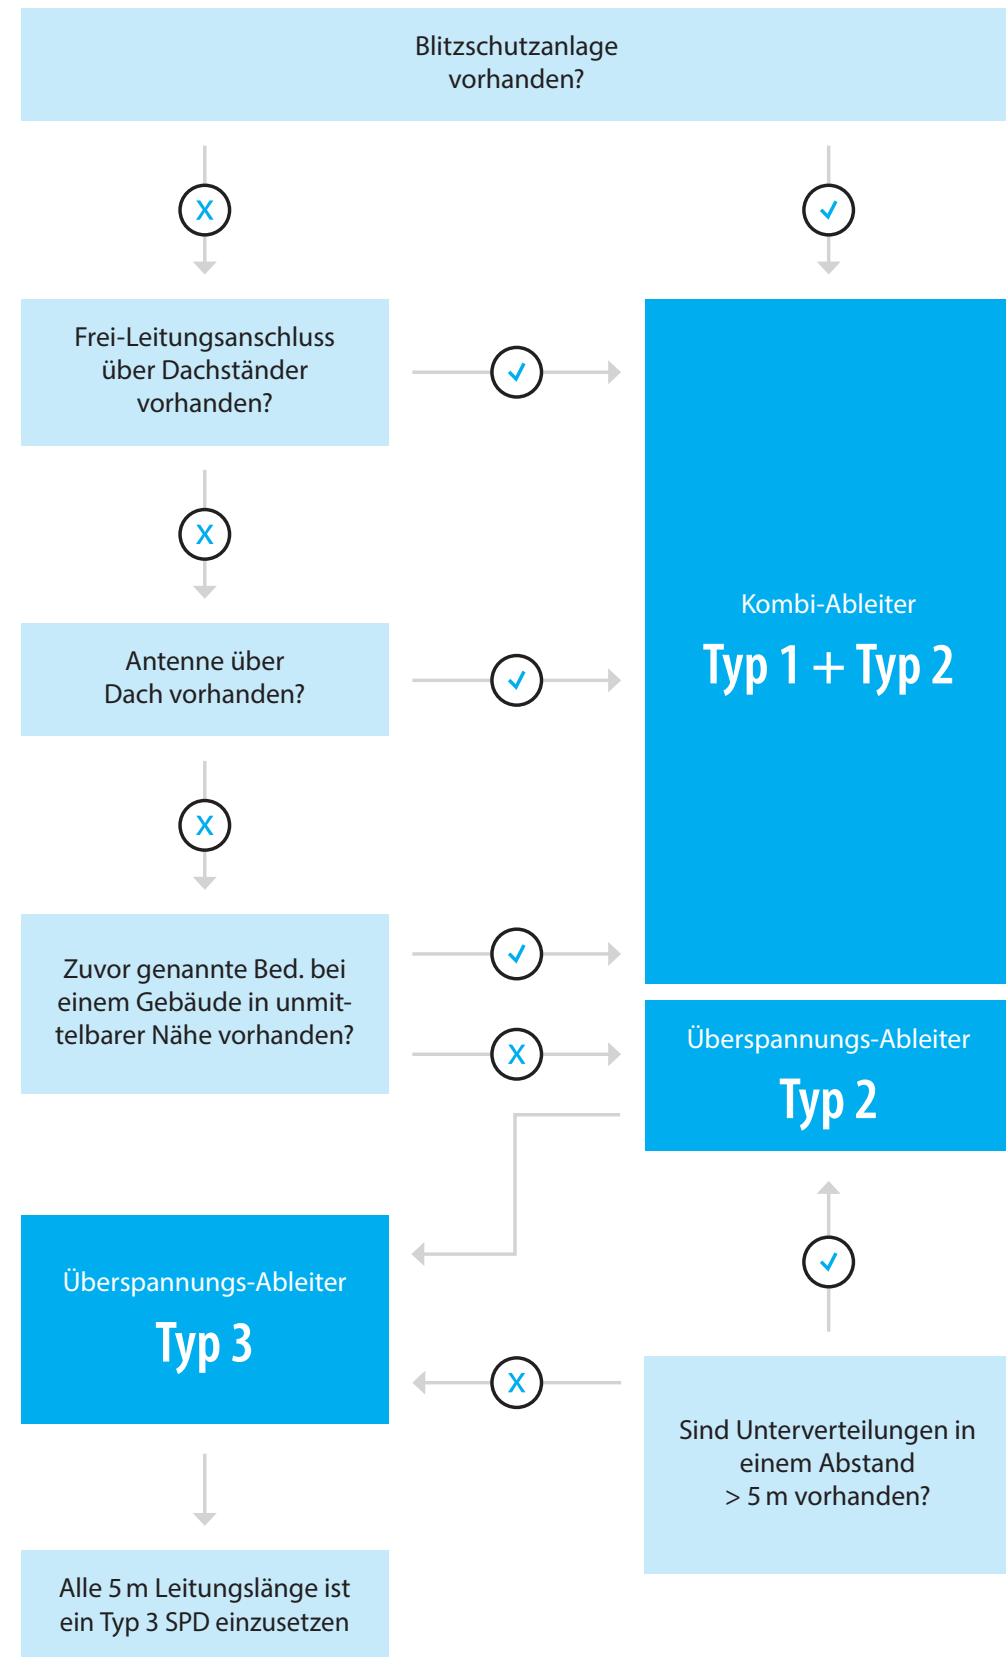 Blitzschutzanlage
vorhanden?
X
Frei-Leitungsanschluss
über Dachständer
vorhanden?
X
Antenne über
Dach vorhanden?
Kombi-Ableiter
Typ 1 + Typ 2
X
Zuvor genannte Bed. bei
einem Gebäude in unmit-
telbarer Nähe vorhanden?
X
Überspannungs-Ableiter
Typ 2
Überspannungs-Ableiter
Typ 3
X
Sind Unterverteilungen in
einem Abstand
> 5 m vorhanden?
Alle 5 m Leitungslänge ist
ein Typ 3 SPD einzusetzen